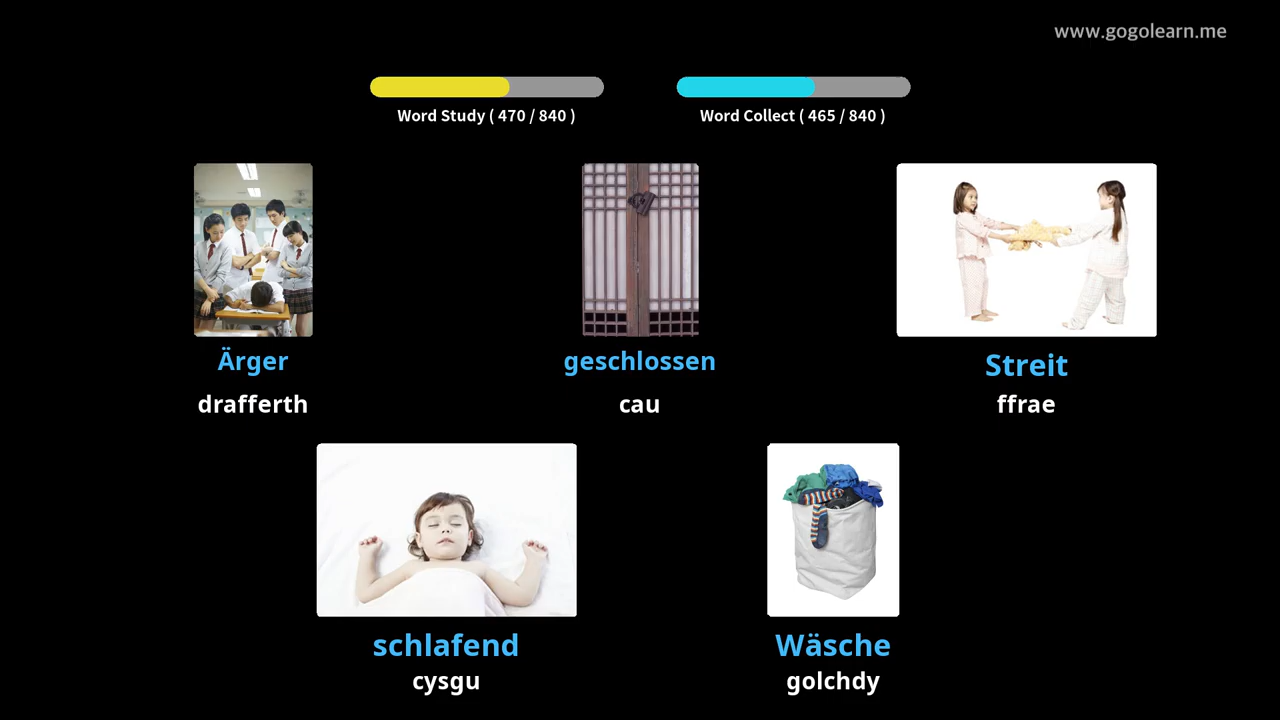 www.gogolearn.me
Word Study ( 470 / 840 )
Word Collect ( 465 / 840 )
Ärger
drafferth
geschlossen
cau
Streit
ffrae
schlafend
cysgu
Wäsche
golchdy